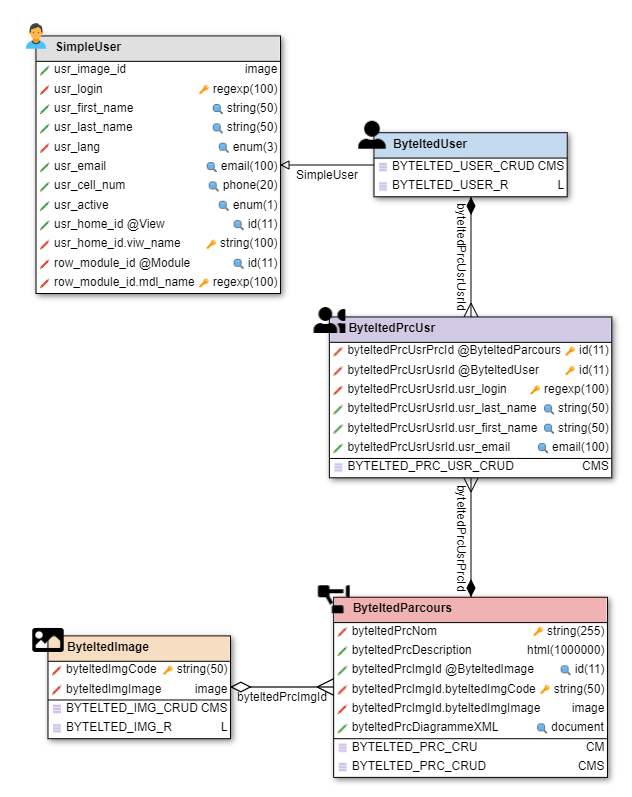 SimpleUser
usr_image_id image
usr_login regexp(100)
usr_first_name string(50)
usr_last_name string(50)
usr_lang enum(3)
usr_email email(100)
usr_cell_num phone(20)
usr_active enum(1)
usr_home_id @View id(11)
usr_home_id.viw_name string(100)
row_module_id @Module id(11)
row_module_id.mdl_name regexp(100)
SimpleUser
ByteltedUser
BYTELTED_USER_CRUD CMS
BYTELTED_USER_R L
byteltedPrcUsrUsrId
ByteltedPrcUsr
byteltedPrcUsrPrcId @ByteltedParcours id(11)
byteltedPrcUsrUsrId @ByteltedUser id(11)
byteltedPrcUsrUsrId.usr_login regexp(100)
byteltedPrcUsrUsrId.usr_last_name string(50)
byteltedPrcUsrUsrId.usr_first_name string(50)
byteltedPrcUsrUsrId.usr_email email(100)
BYTELTED_PRC_USR_CRUD CMS
byteltedPrcUsrPrcId
ByteltedParcours
byteltedPrcNom string(255)
byteltedPrcDescription html(1000000)
byteltedPrcImgId @ByteltedImage id(11)
byteltedPrcImgId.byteltedImgCode string(50)
byteltedPrcImgId.byteltedImgImage image
byteltedPrcDiagrammeXML document
BYTELTED_PRC_CRU CM
BYTELTED_PRC_CRUD CMS
ByteltedImage
byteltedImgCode string(50)
byteltedImgImage image
BYTELTED_IMG_CRUD CMS
BYTELTED_IMG_R L
byteltedPrcImgId